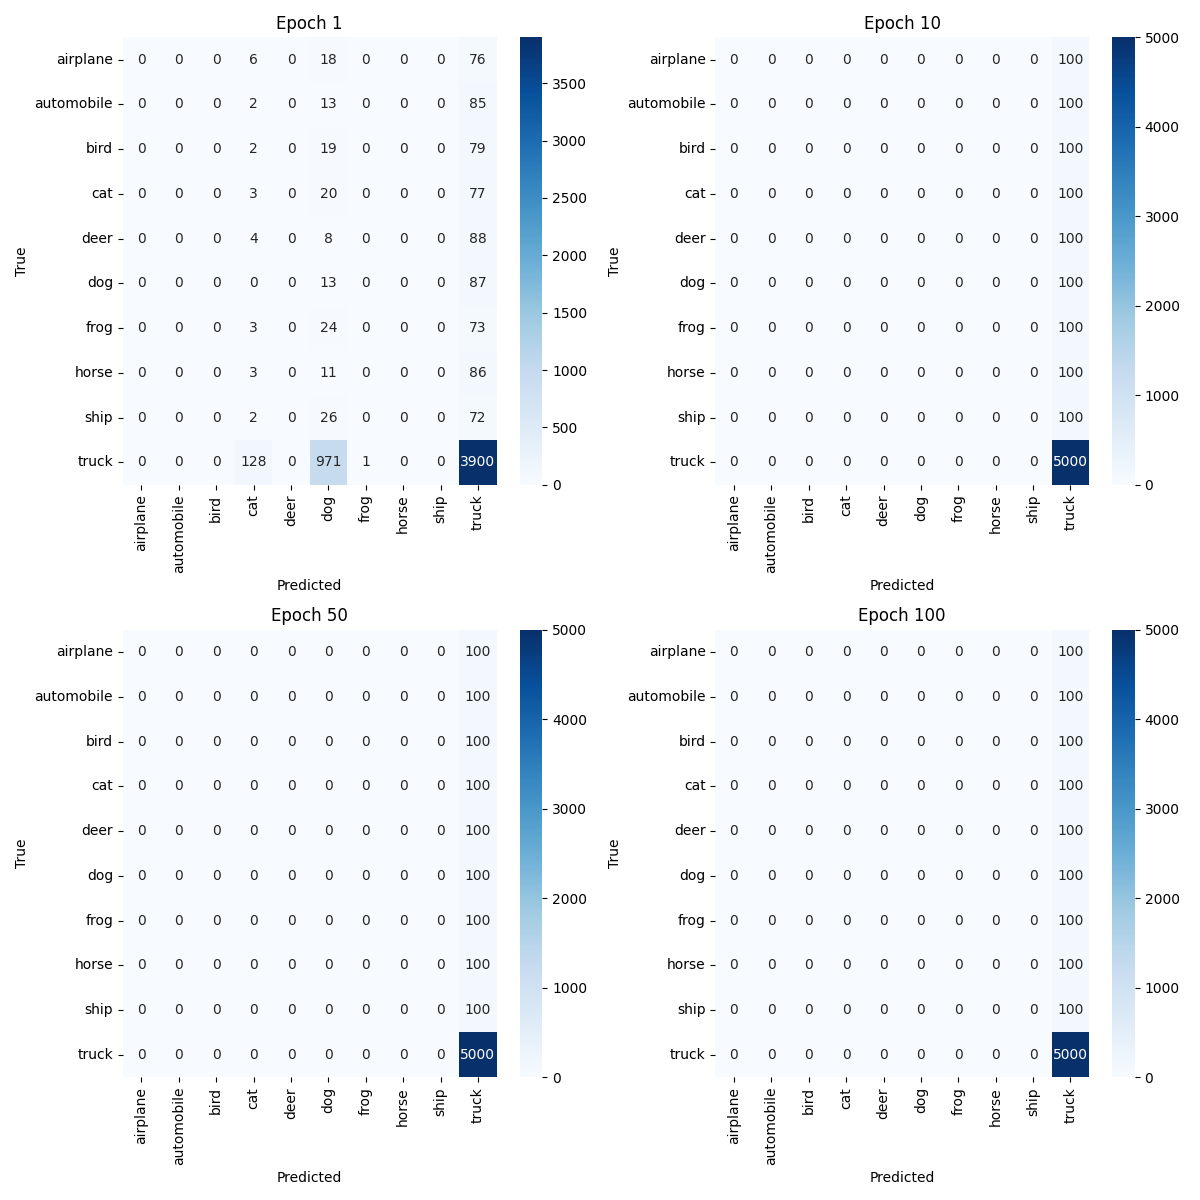 Epoch 1
True
airplane 0 0 0 6 0 18 0 0 0 76
automobile 0 0 0 2 0 13 0 0 0 85
bird 0 0 0 2 0 19 0 0 0 79
cat 0 0 0 3 0 20 0 0 0 77
deer 0 0 0 4 0 8 0 0 0 88
dog 0 0 0 0 0 13 0 0 0 87
frog 0 0 0 3 0 24 0 0 0 73
horse 0 0 0 3 0 11 0 0 0 86
ship 0 0 0 2 0 26 0 0 0 72
truck 0 0 0 128 0 971 1 0 0 3900
airplane automobile bird cat deer dog frog horse ship truck
Predicted
3500
3000
2500
2000
1500
1000
500
0
Epoch 10
True
airplane 0 0 0 0 0 0 0 0 0 100
automobile 0 0 0 0 0 0 0 0 0 100
bird 0 0 0 0 0 0 0 0 0 100
cat 0 0 0 0 0 0 0 0 0 100
deer 0 0 0 0 0 0 0 0 0 100
dog 0 0 0 0 0 0 0 0 0 100
frog 0 0 0 0 0 0 0 0 0 100
horse 0 0 0 0 0 0 0 0 0 100
ship 0 0 0 0 0 0 0 0 0 100
truck 0 0 0 0 0 0 0 0 0 5000
airplane automobile bird cat deer dog frog horse ship truck
Predicted
5000
4000
3000
2000
1000
0
Epoch 50
True
airplane 0 0 0 0 0 0 0 0 0 100
automobile 0 0 0 0 0 0 0 0 0 100
bird 0 0 0 0 0 0 0 0 0 100
cat 0 0 0 0 0 0 0 0 0 100
deer 0 0 0 0 0 0 0 0 0 100
dog 0 0 0 0 0 0 0 0 0 100
frog 0 0 0 0 0 0 0 0 0 100
horse 0 0 0 0 0 0 0 0 0 100
ship 0 0 0 0 0 0 0 0 0 100
truck 0 0 0 0 0 0 0 0 0 5000
airplane automobile bird cat deer dog frog horse ship truck
Predicted
5000
4000
3000
2000
1000
0
Epoch 100
True
airplane 0 0 0 0 0 0 0 0 0 100
automobile 0 0 0 0 0 0 0 0 0 100
bird 0 0 0 0 0 0 0 0 0 100
cat 0 0 0 0 0 0 0 0 0 100
deer 0 0 0 0 0 0 0 0 0 100
dog 0 0 0 0 0 0 0 0 0 100
frog 0 0 0 0 0 0 0 0 0 100
horse 0 0 0 0 0 0 0 0 0 100
ship 0 0 0 0 0 0 0 0 0 100
truck 0 0 0 0 0 0 0 0 0 5000
airplane automobile bird cat deer dog frog horse ship truck
Predicted
5000
4000
3000
2000
1000
0